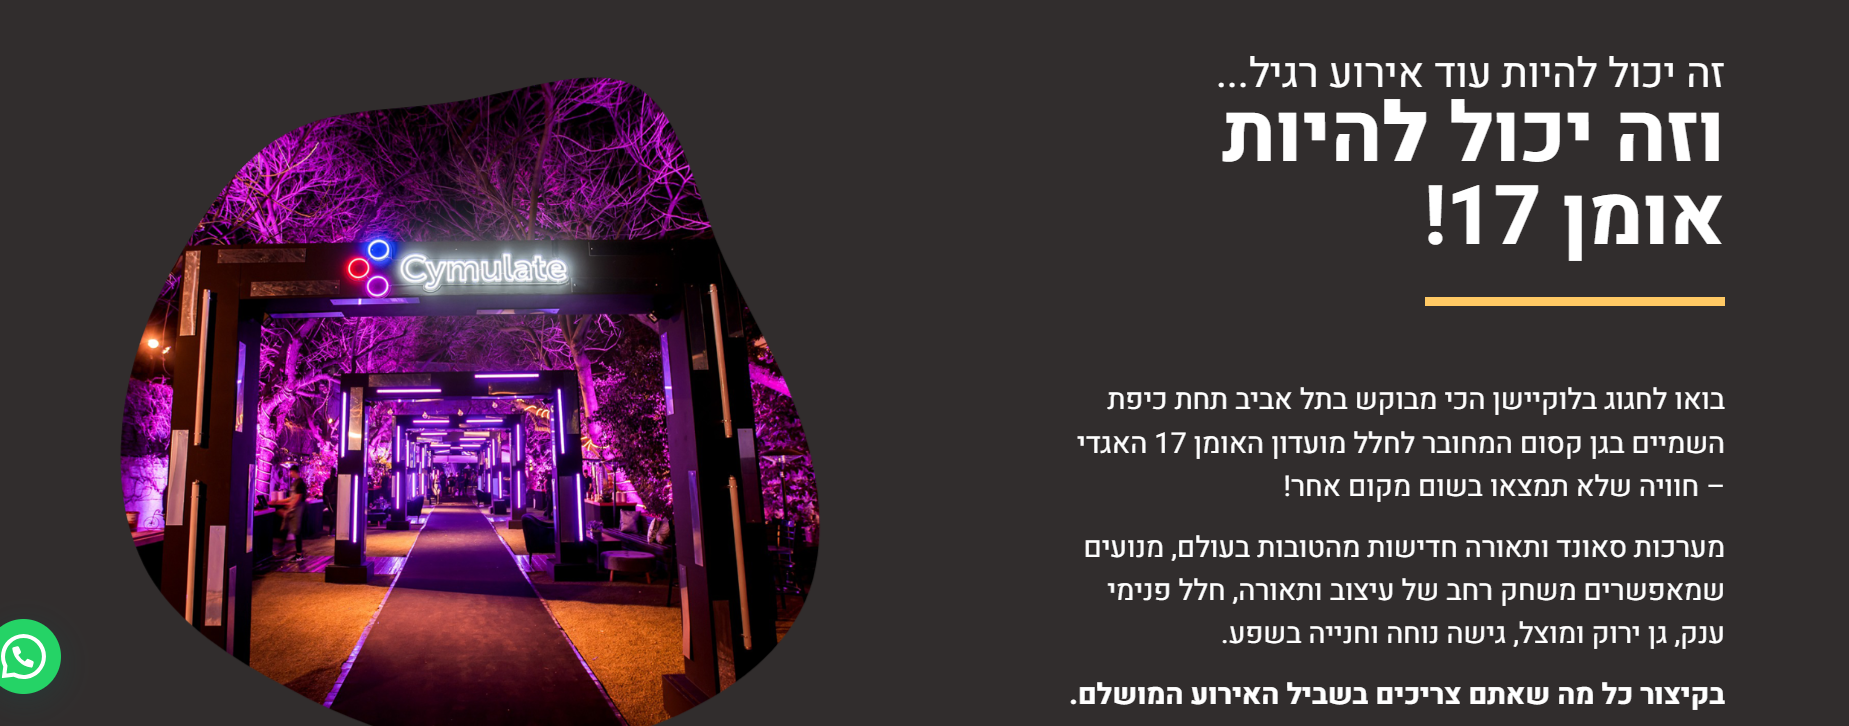 זה יכול להיות עוד אירוע רגיל...
וזה יכול להיות
אומן 17!
בואו לחגוג בלוקיישן הכי מבוקש בתל אביב תחת כיפת
השמיים בגן קסום המחובר לחלל מועדון האומן 17 האגדי
– חוויה שלא תמצאו בשום מקום אחר!
מערכות סאונד ותאורה חדישות מהטובות בעולם, מנועים
שמאפשרים משחק רחב של עיצוב ותאורה, חלל פנימי
ענק, גן ירוק ומוצל, גישה נוחה וחנייה בשפע.
בקיצור כל מה שאתם צריכים בשביל האירוע המושלם.
Cymulate